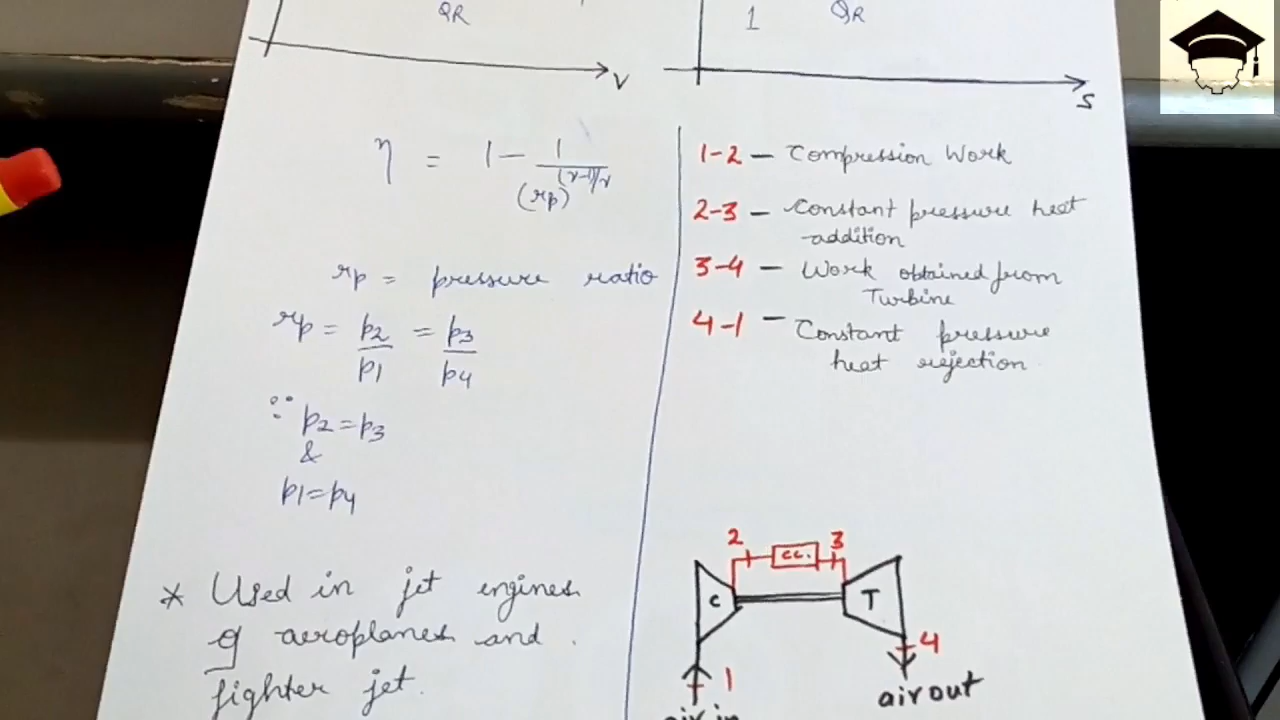 QR
V
1 QR
S
η = 1 - 1/(rp)^(γ-1)/γ
rp = pressure ratio
rp = p2/p1 = p3/p4
∵ p2 = p3
&
p1 = p4
* Used in jet engines
of aeroplanes and
fighter jet.
1-2 — Compression Work
2-3 — Constant pressure heat
addition
3-4 — Work obtained from
Turbine
4-1 — Constant pressure
heat rejection
2 cc. 3
C T
4
1
air out
air in